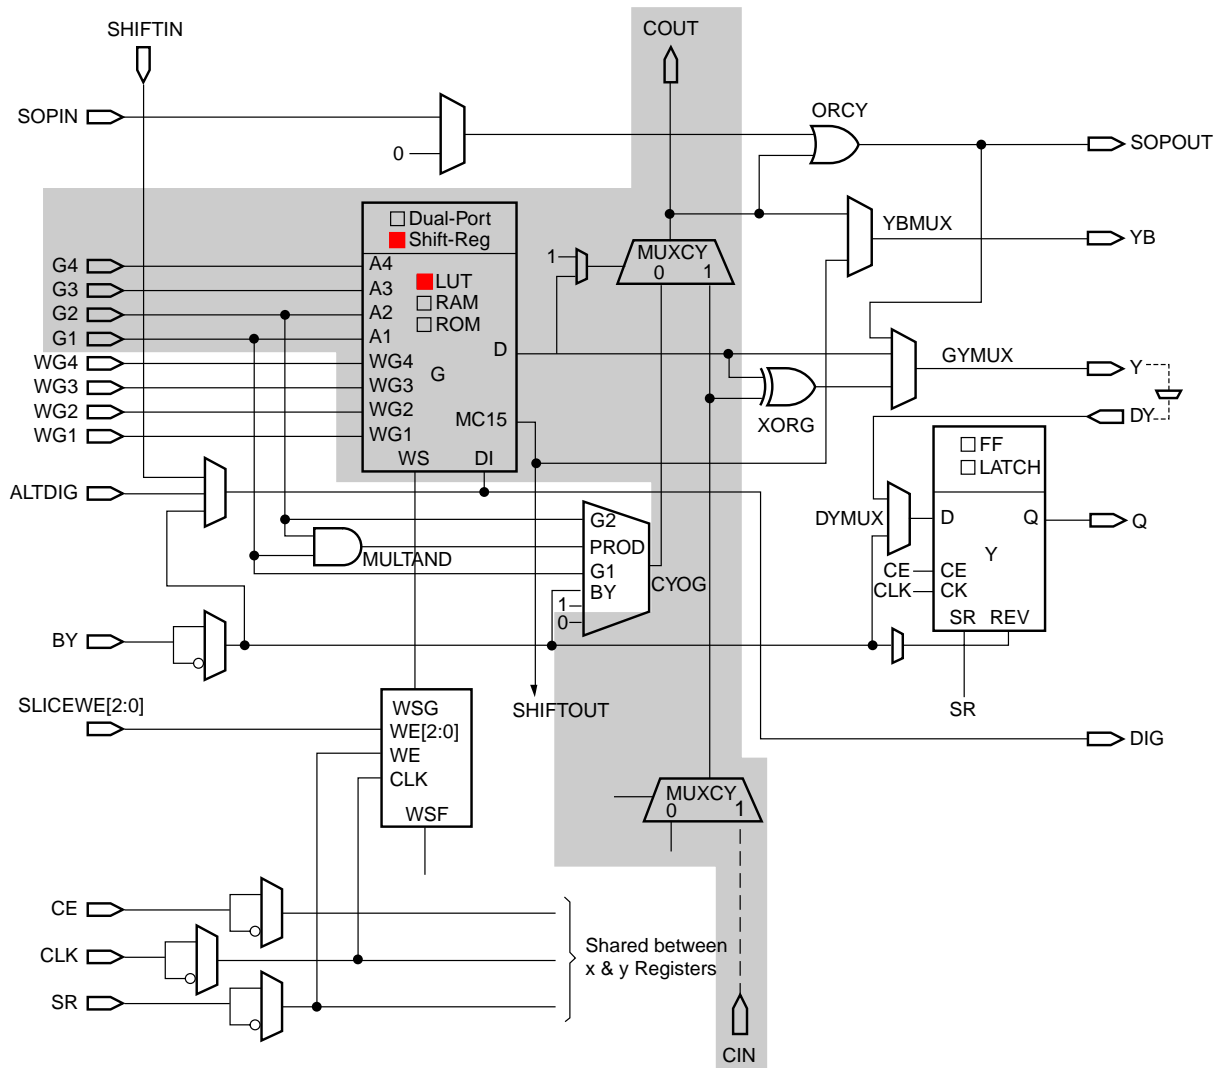 SHIFTIN
COUT
SOPIN
0
ORCY
SOPOUT
Dual-Port
Shift-Reg
G4
G3
G2
G1
WG4
WG3
WG2
WG1
A4
A3
A2
A1
WG4
WG3
WG2
WG1
LUT
RAM
ROM
G
D
MC15
WS
DI
1
MUXCY
0
1
YBMUX
YB
GYMUX
Y
XORG
DY
FF
LATCH
DYMUX
D
Q
Q
Y
CE
CE
CLK
CK
SR
REV
SR
ALTDIG
MULTAND
G2
PROD
G1
BY
1
0
CYOG
BY
SLICEWE[2:0]
WSG
WE[2:0]
WE
CLK
WSF
SHIFTOUT
DIG
MUXCY
0
1
CE
CLK
SR
Shared between
x & y Registers
CIN